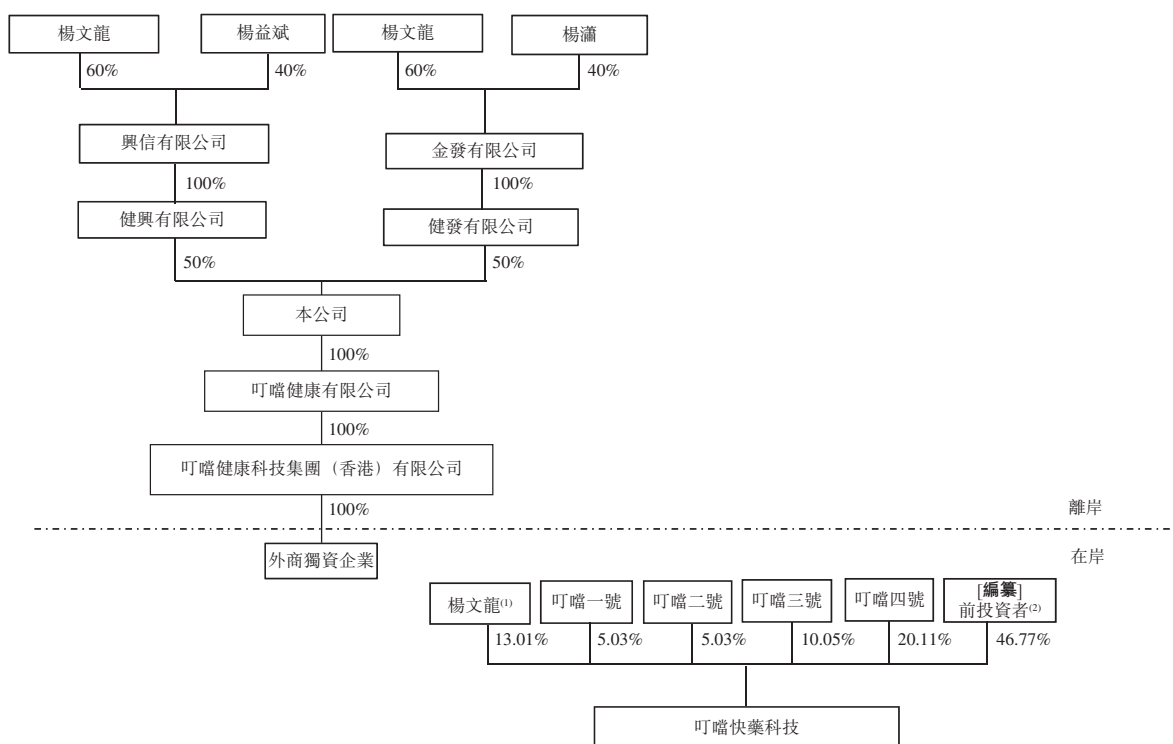 楊文龍
楊益斌
楊文龍
楊瀟
60%
40%
60%
40%
興信有限公司
金發有限公司
100%
100%
健興有限公司
健發有限公司
50%
50%
本公司
100%
叮噹健康有限公司
100%
叮噹健康科技集團（香港）有限公司
100%
離岸
在岸
外商獨資企業
楊文龍(1)
叮噹一號
叮噹二號
叮噹三號
叮噹四號
[編纂]
前投資者(2)
13.01%
5.03%
5.03%
10.05%
20.11%
46.77%
叮噹快藥科技